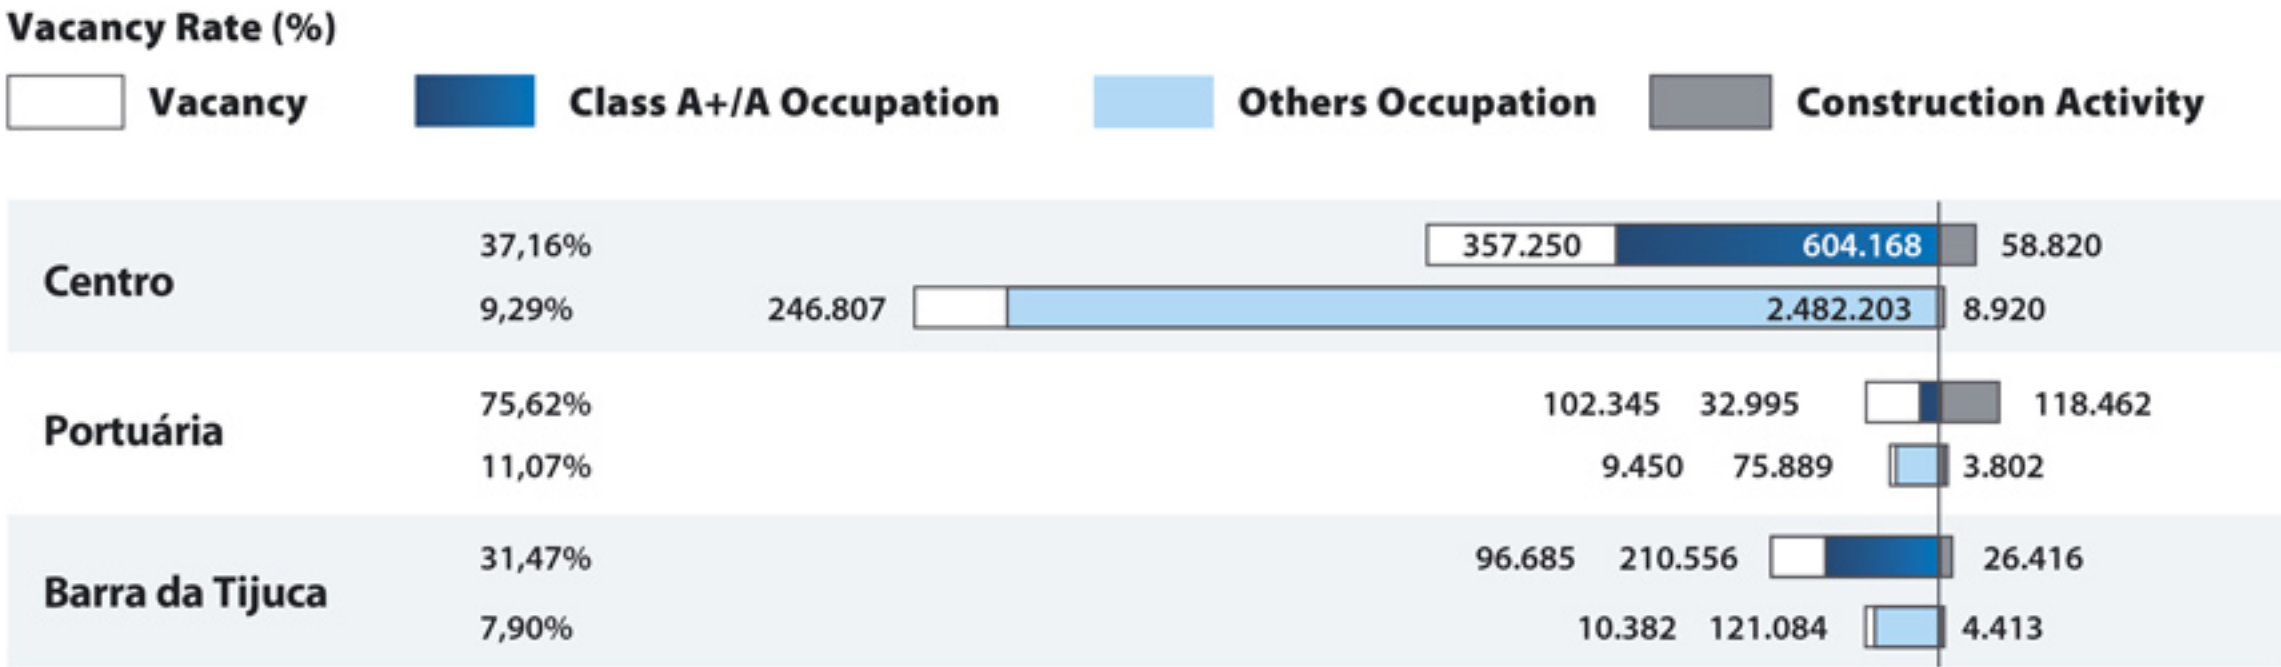 Vacancy Rate (%)
Vacancy Class A+/A Occupation Others Occupation Construction Activity
37,16% 357.250 604.168 58.820
Centro
9,29% 246.807 2.482.203 8.920
75,62% 102.345 32.995 118.462
Portuária
11,07% 9.450 75.889 3.802
31,47% 96.685 210.556 26.416
Barra da Tijuca
7,90% 10.382 121.084 4.413